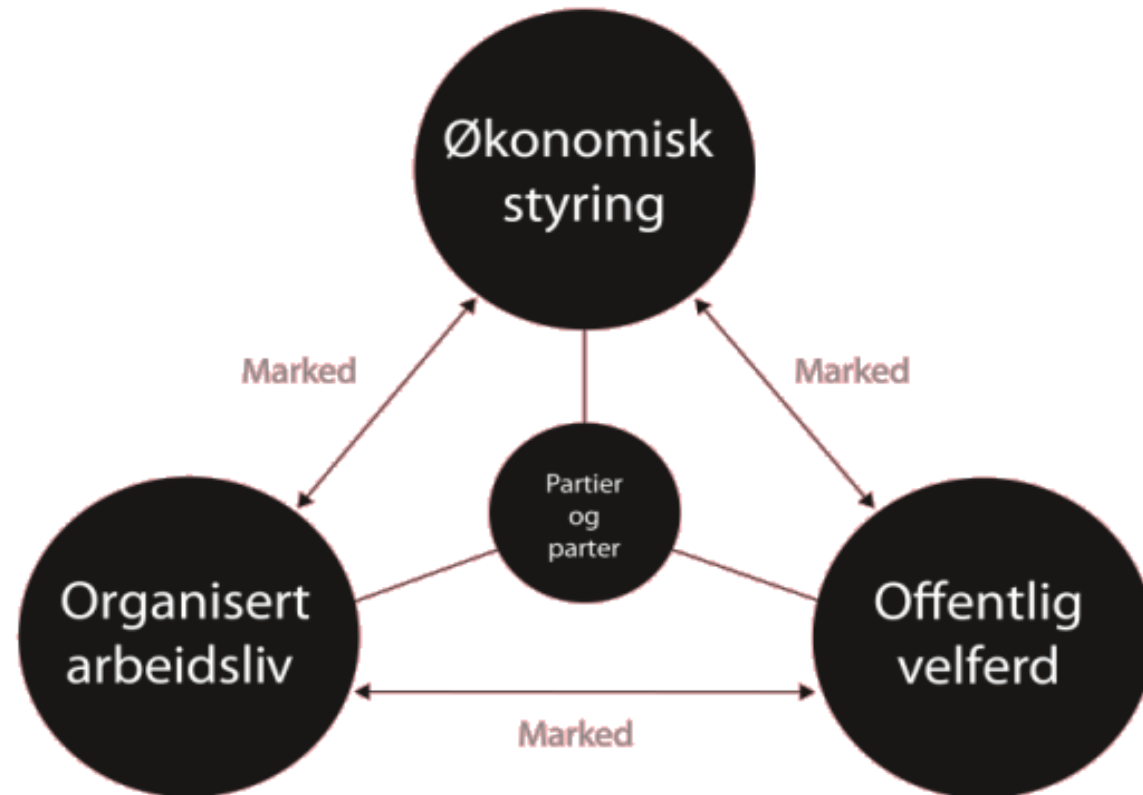 Økonomisk
styring
Marked
Marked
Partier
og
parter
Organisert
arbeidsliv
Offentlig
velferd
Marked